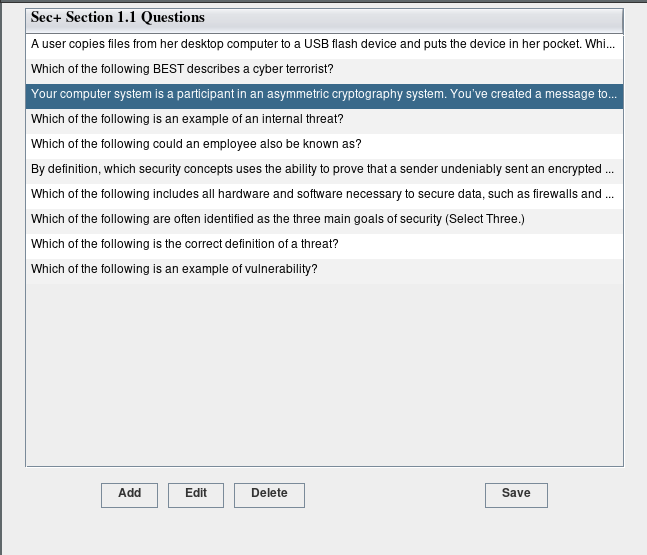 Sec+ Section 1.1 Questions
A user copies files from her desktop computer to a USB flash device and puts the device in her pocket. Whi...
Which of the following BEST describes a cyber terrorist?
Your computer system is a participant in an asymmetric cryptography system. You've created a message to...
Which of the following is an example of an internal threat?
Which of the following could an employee also be known as?
By definition, which security concepts uses the ability to prove that a sender undeniably sent an encrypted ...
Which of the following includes all hardware and software necessary to secure data, such as firewalls and ...
Which of the following are often identified as the three main goals of security (Select Three.)
Which of the following is the correct definition of a threat?
Which of the following is an example of vulnerability?
Add Edit Delete Save